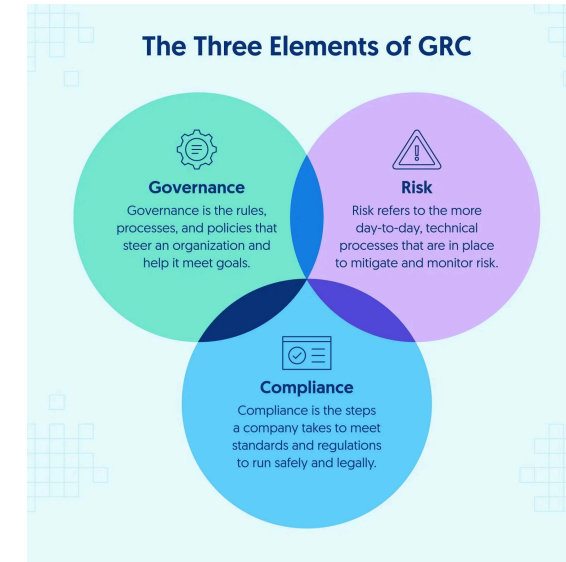 The Three Elements of GRC
Governance
Governance is the rules,
processes, and policies that
steer an organization and
help it meet goals.
Risk
Risk refers to the more
day-to-day, technical
processes that are in place
to mitigate and monitor risk.
Compliance
Compliance is the steps
a company takes to meet
standards and regulations
to run safely and legally.